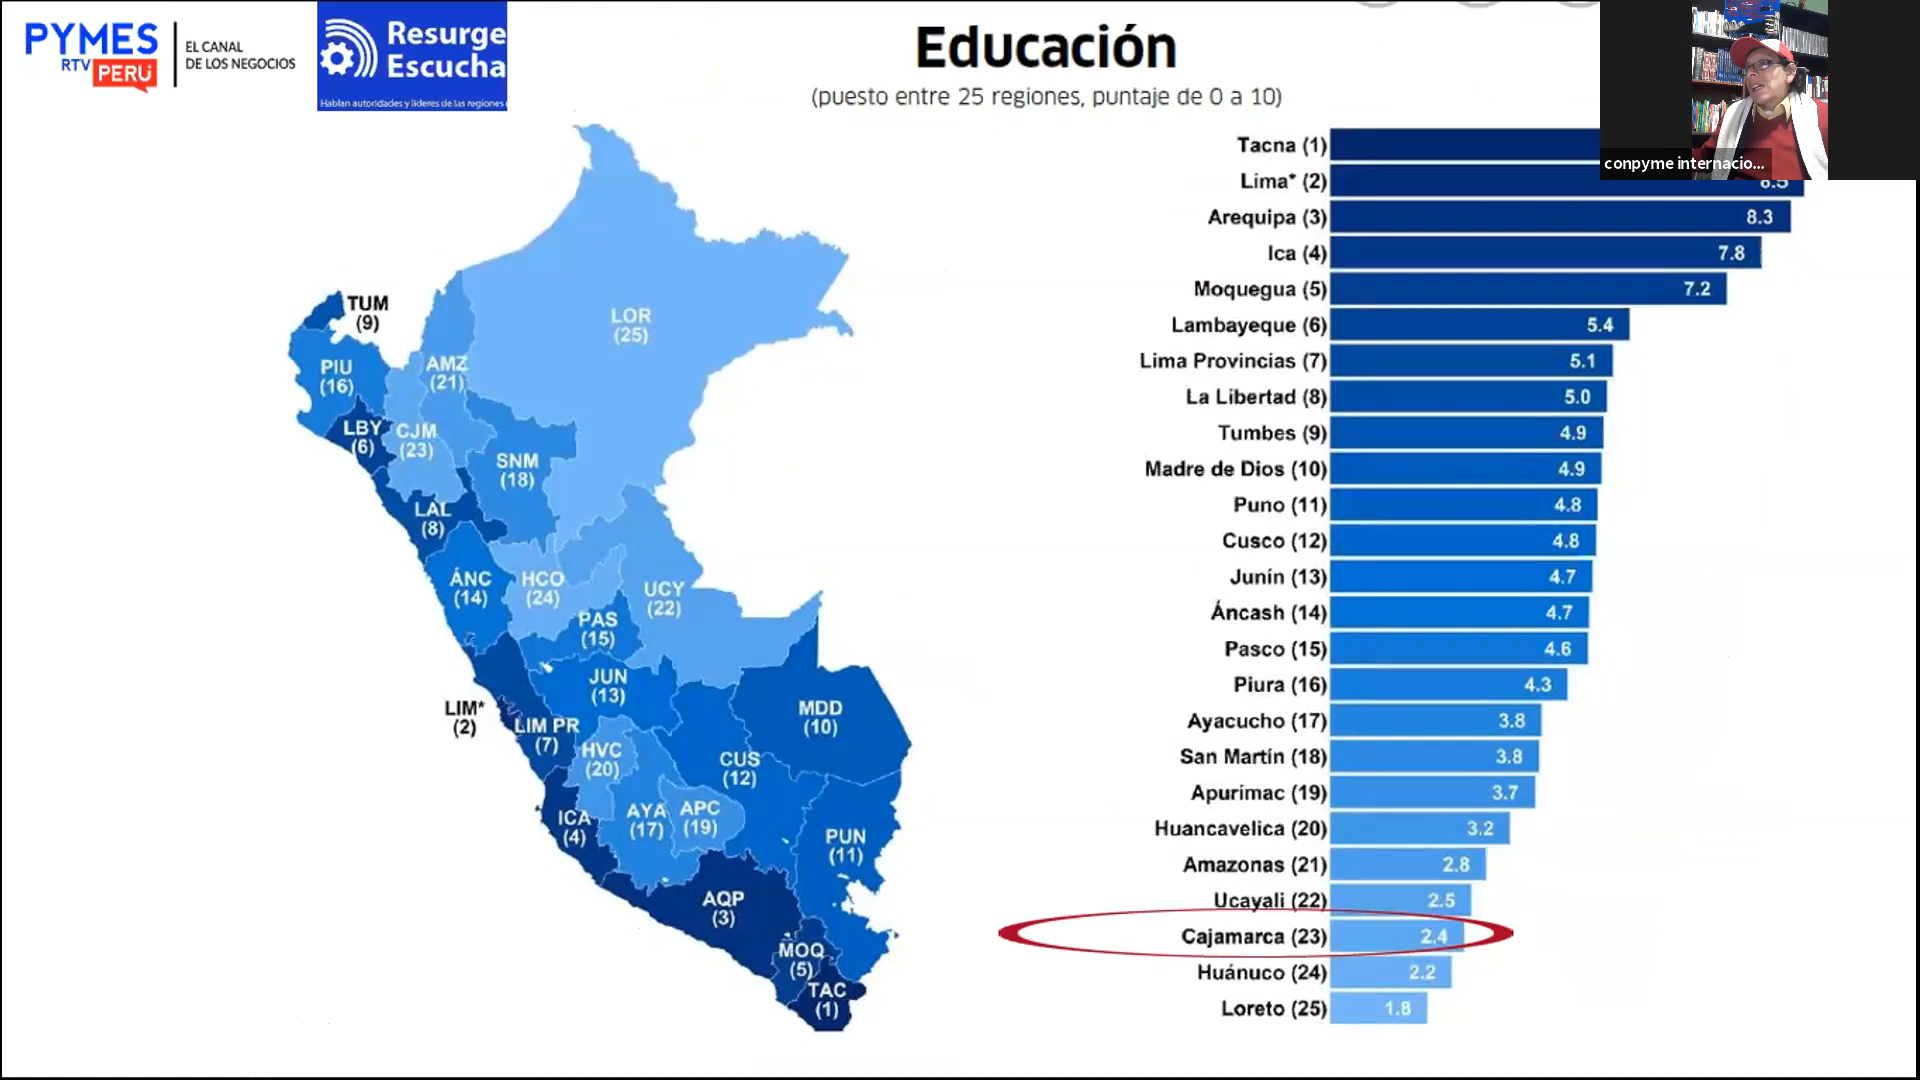 PYMES
RTV PERÚ
EL CANAL
DE LOS NEGOCIOS
Resurge
Escucha
Hablan autoridades y líderes de las regiones
Educación
(puesto entre 25 regiones, puntaje de 0 a 10)
conpyme internacio...
TUM
(9)
PIU
(16)
LBY
(6)
CJM
(23)
AMZ
(21)
LOR
(25)
SNM
(18)
LAL
(8)
ÁNC
(14)
HCO
(24)
UCY
(22)
PAS
(15)
JUN
(13)
LIM*
(2)
LIM PR
(7)
HVC
(20)
MDD
(10)
CUS
(12)
ICA
(4)
AYA
(17)
APC
(19)
PUN
(11)
AQP
(3)
MOQ
(5)
TAC
(1)
Tacna (1)
Lima* (2) 8.5
Arequipa (3) 8.3
Ica (4) 7.8
Moquegua (5) 7.2
Lambayeque (6) 5.4
Lima Provincias (7) 5.1
La Libertad (8) 5.0
Tumbes (9) 4.9
Madre de Dios (10) 4.9
Puno (11) 4.8
Cusco (12) 4.8
Junín (13) 4.7
Áncash (14) 4.7
Pasco (15) 4.6
Piura (16) 4.3
Ayacucho (17) 3.8
San Martín (18) 3.8
Apurímac (19) 3.7
Huancavelica (20) 3.2
Amazonas (21) 2.8
Ucayali (22) 2.5
Cajamarca (23) 2.4
Huánuco (24) 2.2
Loreto (25) 1.8